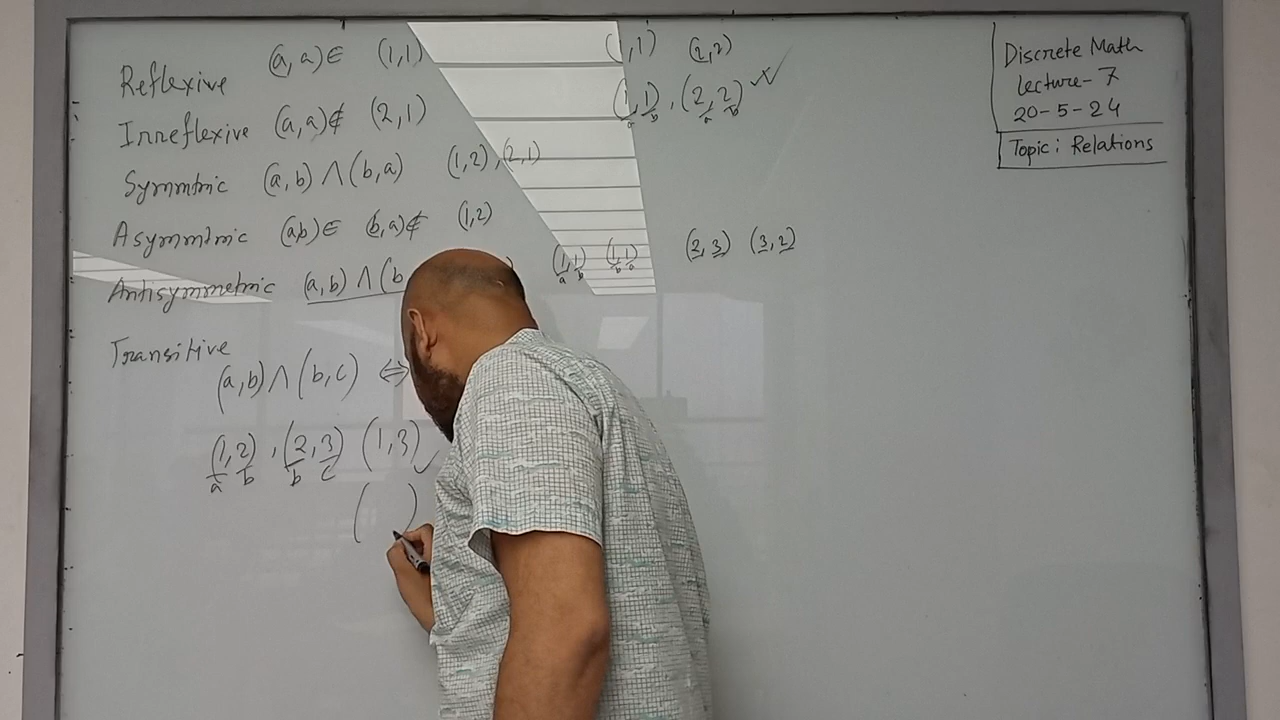 Reflexive (a, a) ∈ (1,1) (1,1) (2,2)
(1,1), (2,2)
a b a b
Irreflexive (a, a) ∉ (2,1)
Symmtric (a, b) ∧ (b, a) (1,2), (2,1)
Asymmtric (a,b) ∈ (b, a) ∉ (1,2)
(1,1) (1,1) (2, 3) (3, 2)
a b b a
Antisymmetric (a, b) ∧ (b
Transitive
(a, b) ∧ (b, c) ⇔
(1,2), (2,3) (1,3)
a b b c
( )
Discrete Math
Lecture-7
20-5-24
Topic: Relations